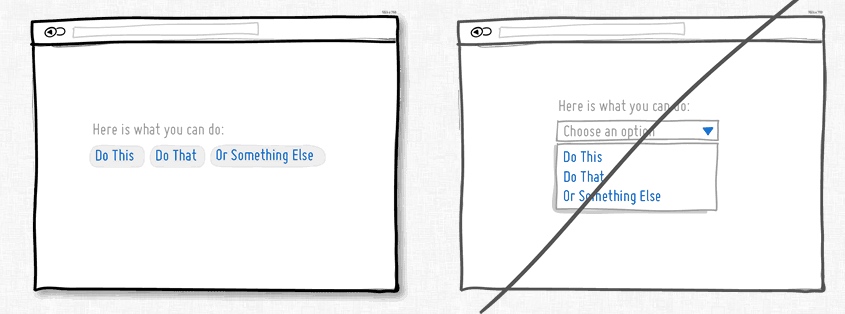 Here is what you can do:
Do This
Do That
Or Something Else
Here is what you can do:
Choose an option
Do This
Do That
Or Something Else